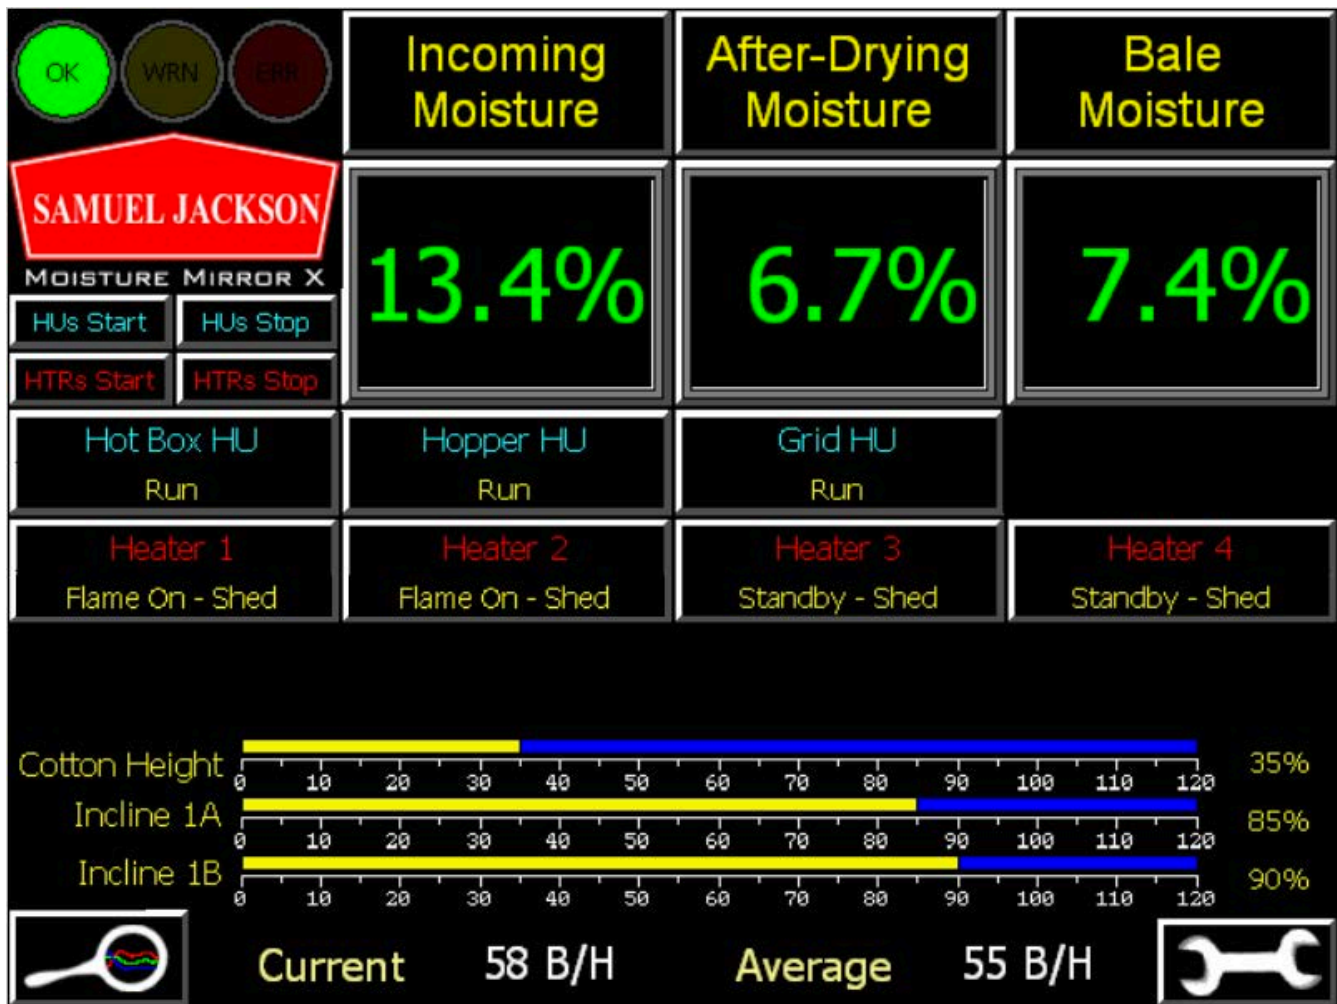 OK WRN ERR
SAMUEL JACKSON
MOISTURE MIRROR X
HUs Start HUs Stop
HTRs Start HTRs Stop
Incoming
Moisture
After-Drying
Moisture
Bale
Moisture
13.4% 6.7% 7.4%
Hot Box HU
Run
Hopper HU
Run
Grid HU
Run
Heater 1
Flame On - Shed
Heater 2
Flame On - Shed
Heater 3
Standby - Shed
Heater 4
Standby - Shed
Cotton Height 35%
0 10 20 30 40 50 60 70 80 90 100 110 120
Incline 1A 85%
0 10 20 30 40 50 60 70 80 90 100 110 120
Incline 1B 90%
0 10 20 30 40 50 60 70 80 90 100 110 120
Current 58 B/H Average 55 B/H